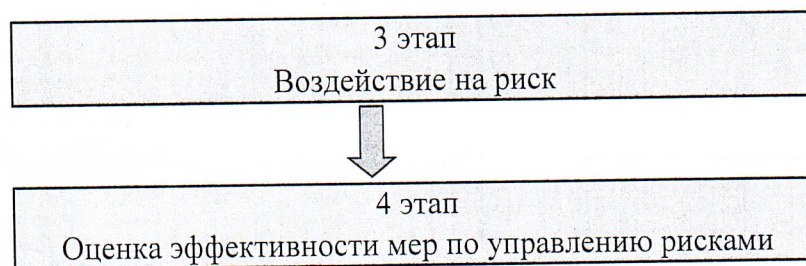 3 этап
Воздействие на риск
4 этап
Оценка эффективности мер по управлению рисками